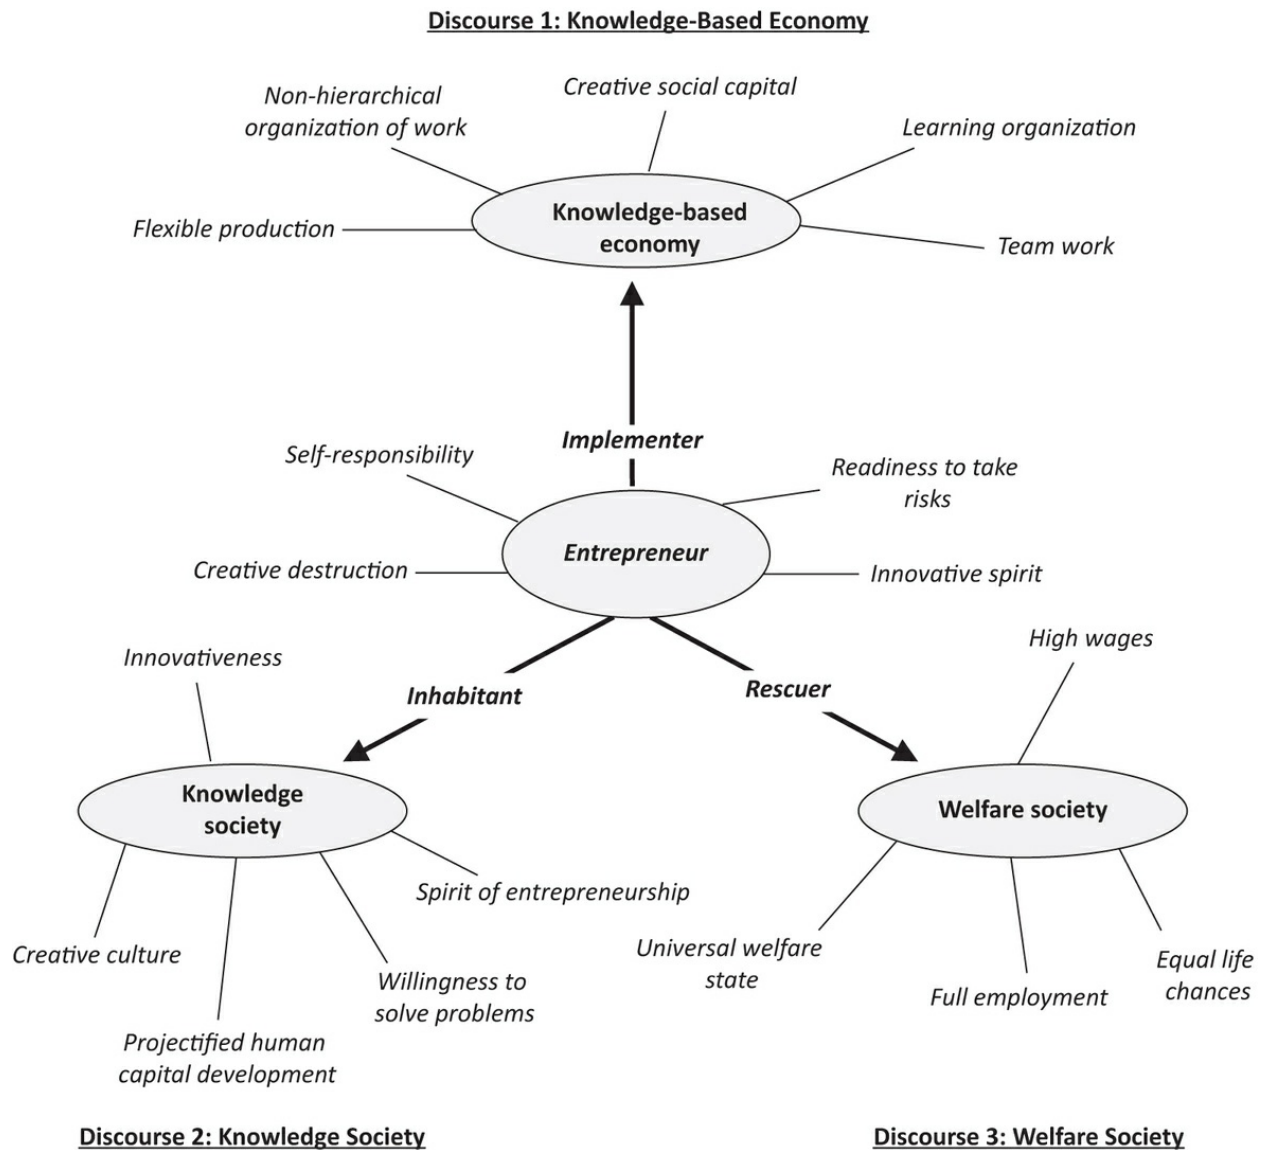 Discourse 1: Knowledge-Based Economy
Creative social capital
Non-hierarchical
organization of work
Learning organization
Knowledge-based
economy
Flexible production
Team work
Implementer
Self-responsibility
Readiness to take
risks
Entrepreneur
Creative destruction
Innovative spirit
High wages
Innovativeness
Inhabitant
Rescuer
Knowledge
society
Welfare society
Spirit of entrepreneurship
Creative culture
Universal welfare
state
Equal life
chances
Willingness to
solve problems
Full employment
Projectified human
capital development
Discourse 2: Knowledge Society
Discourse 3: Welfare Society